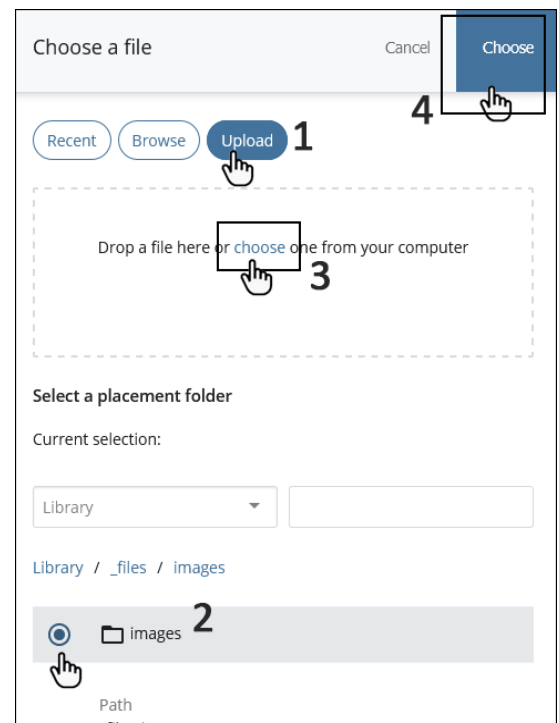 Choose a file Cancel Choose
4
Recent Browse Upload 1
Drop a file here or choose one from your computer
3
Select a placement folder
Current selection:
Library
Library / _files / images
images 2
Path